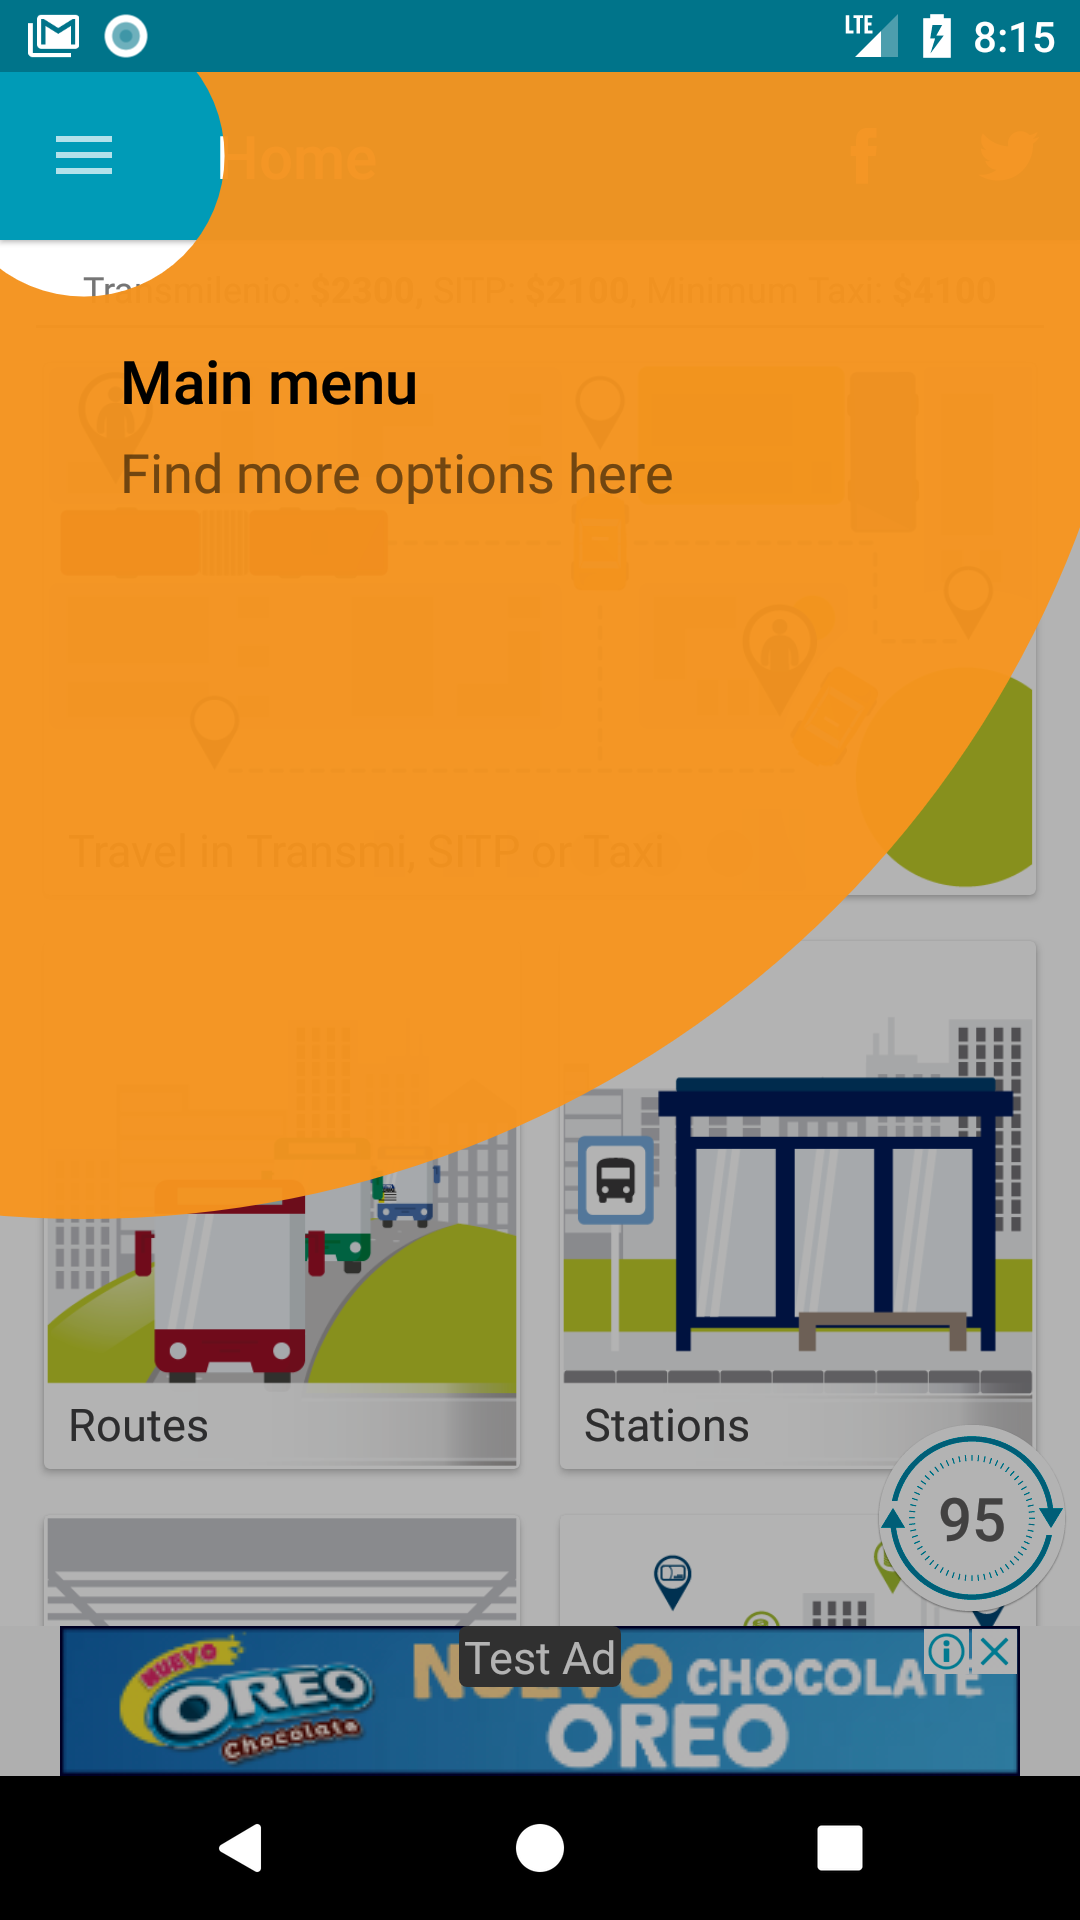 LTE 8:15
Home
Transmilenio: $2300, SITP: $2100, Minimum Taxi: $4100
Main menu
Find more options here
Travel in Transmi, SITP or Taxi
Routes
Stations
95
Test Ad
NUEVO
OREO
Chocolate
NUEVO CHOCOLATE
OREO